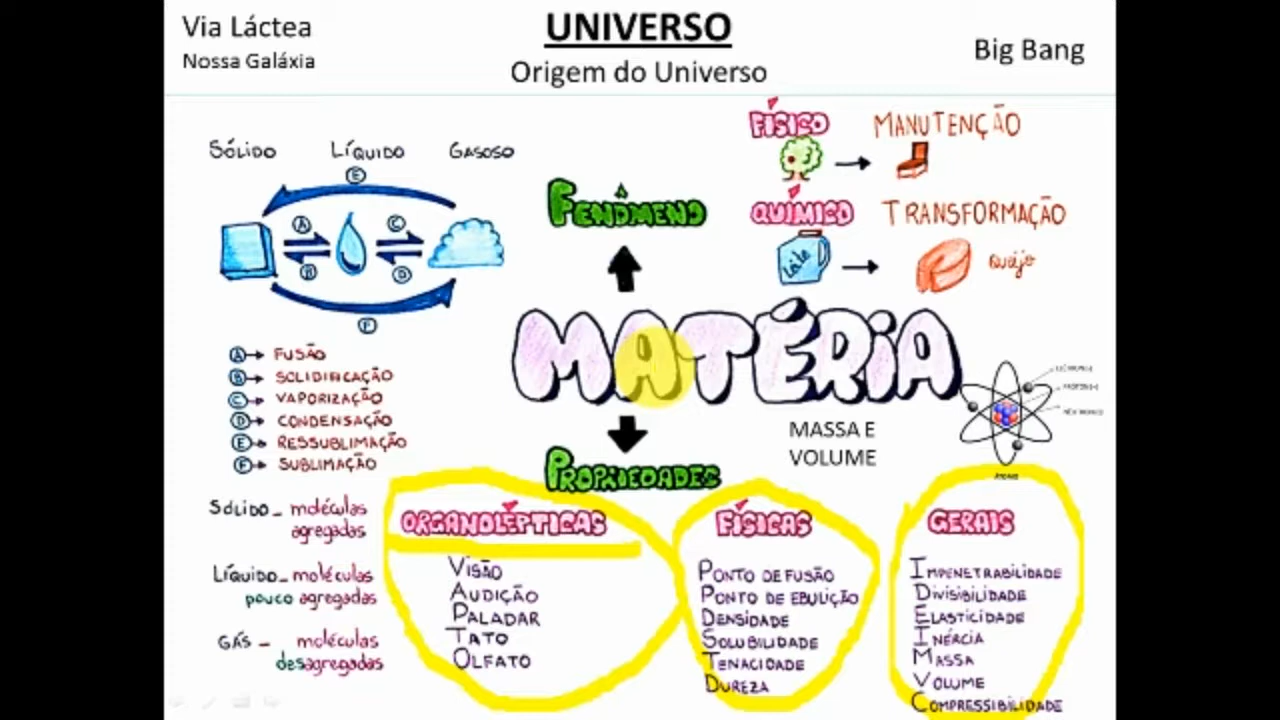 Via Láctea
Nossa Galáxia
UNIVERSO
Origem do Universo
Big Bang
SÓLIDO
LÍQUIDO
GASOSO
E
A
C
B
D
F
A → FUSÃO
B → SOLIDIFICAÇÃO
C → VAPORIZAÇÃO
D → CONDENSAÇÃO
E → RESSUBLIMAÇÃO
F → SUBLIMAÇÃO
SÓLIDO - moléculas
agregadas
LÍQUIDO - moléculas
pouco agregadas
GÁS - moléculas
desagregadas
FENÔMENO
FÍSICO
MANUTENÇÃO
QUÍMICO
TRANSFORMAÇÃO
Leite
queijo
MATÉRIA
MASSA E
VOLUME
PROPRIEDADES
ORGANOLÉPTICAS
VISÃO
AUDIÇÃO
PALADAR
TATO
OLFATO
FÍSICAS
PONTO DE FUSÃO
PONTO DE EBULIÇÃO
DENSIDADE
SOLUBILIDADE
TENACIDADE
DUREZA
GERAIS
IMPENETRABILIDADE
DIVISIBILIDADE
ELASTICIDADE
INÉRCIA
MASSA
VOLUME
COMPRESSIBILIDADE